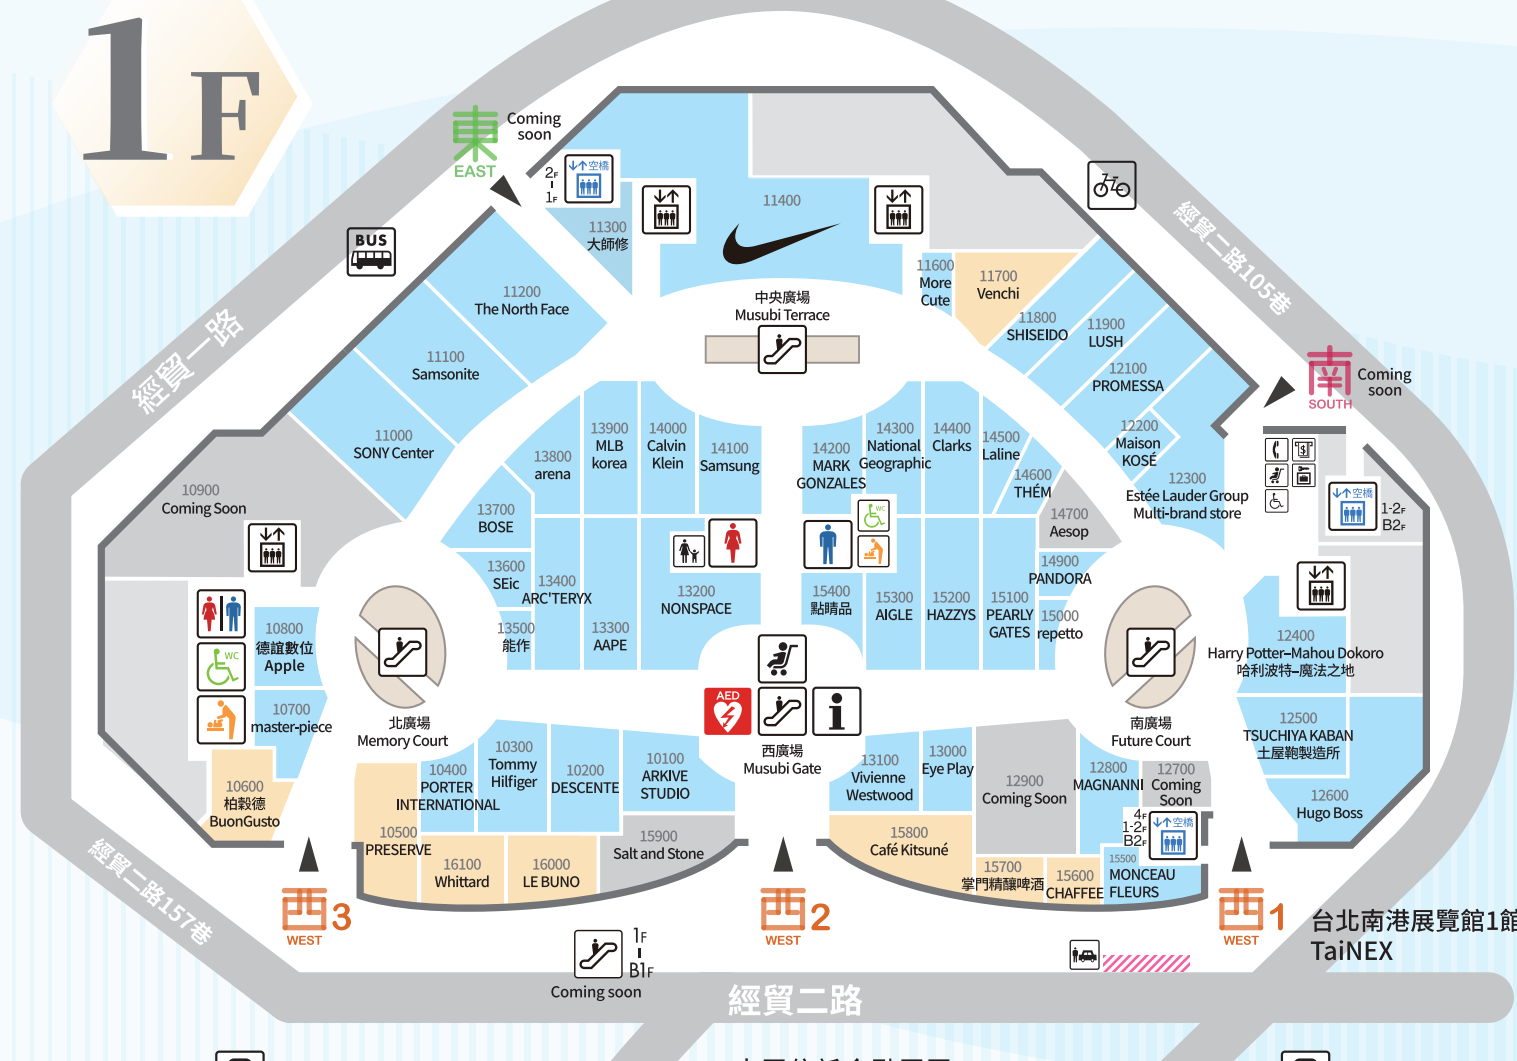 1F
東
EAST
Coming
soon
2F
1F
↓↑空橋
11300
大師修
11400
BUS
經貿一路
經貿二路105巷
11200
The North Face
11100
Samsonite
11000
SONY Center
10900
Coming Soon
中央廣場
Musubi Terrace
11600
More
Cute
11700
Venchi
11800
SHISEIDO
11900
LUSH
12100
PROMESSA
12200
Maison
KOSÉ
12300
Estée Lauder Group
Multi-brand store
南
SOUTH
Coming
soon
↓↑空橋
1-2F
B2F
13800
arena
13900
MLB
korea
14000
Calvin
Klein
14100
Samsung
14200
MARK
GONZALES
14300
National
Geographic
14400
Clarks
14500
Laline
14600
THÉM
14700
Aesop
14900
PANDORA
15000
repetto
13700
BOSE
13600
SEic
13500
能作
13400
ARC'TERYX
13300
AAPE
13200
NONSPACE
WC
15400
點睛品
15300
AIGLE
15200
HAZZYS
15100
PEARLY
GATES
10800
德誼數位
Apple
WC
10700
master-piece
10600
柏穀德
BuonGusto
北廣場
Memory Court
AED
西廣場
Musubi Gate
南廣場
Future Court
12400
Harry Potter–Mahou Dokoro
哈利波特–魔法之地
12500
TSUCHIYA KABAN
土屋鞄製造所
12600
Hugo Boss
10500
PRESERVE
10400
PORTER
INTERNATIONAL
10300
Tommy
Hilfiger
10200
DESCENTE
10100
ARKIVE
STUDIO
16100
Whittard
16000
LE BUNO
15900
Salt and Stone
13100
Vivienne
Westwood
13000
Eye Play
12900
Coming Soon
12800
MAGNANNI
12700
Coming
Soon
4F
1-2F
B2F
↓↑空橋
15800
Café Kitsuné
15700
掌門精釀啤酒
15600
CHAFFEE
15500
MONCEAU
FLEURS
西3
WEST
西2
WEST
西1
WEST
經貿二路157巷
1F
B1F
Coming soon
經貿二路
台北南港展覽館1館
TaiNEX